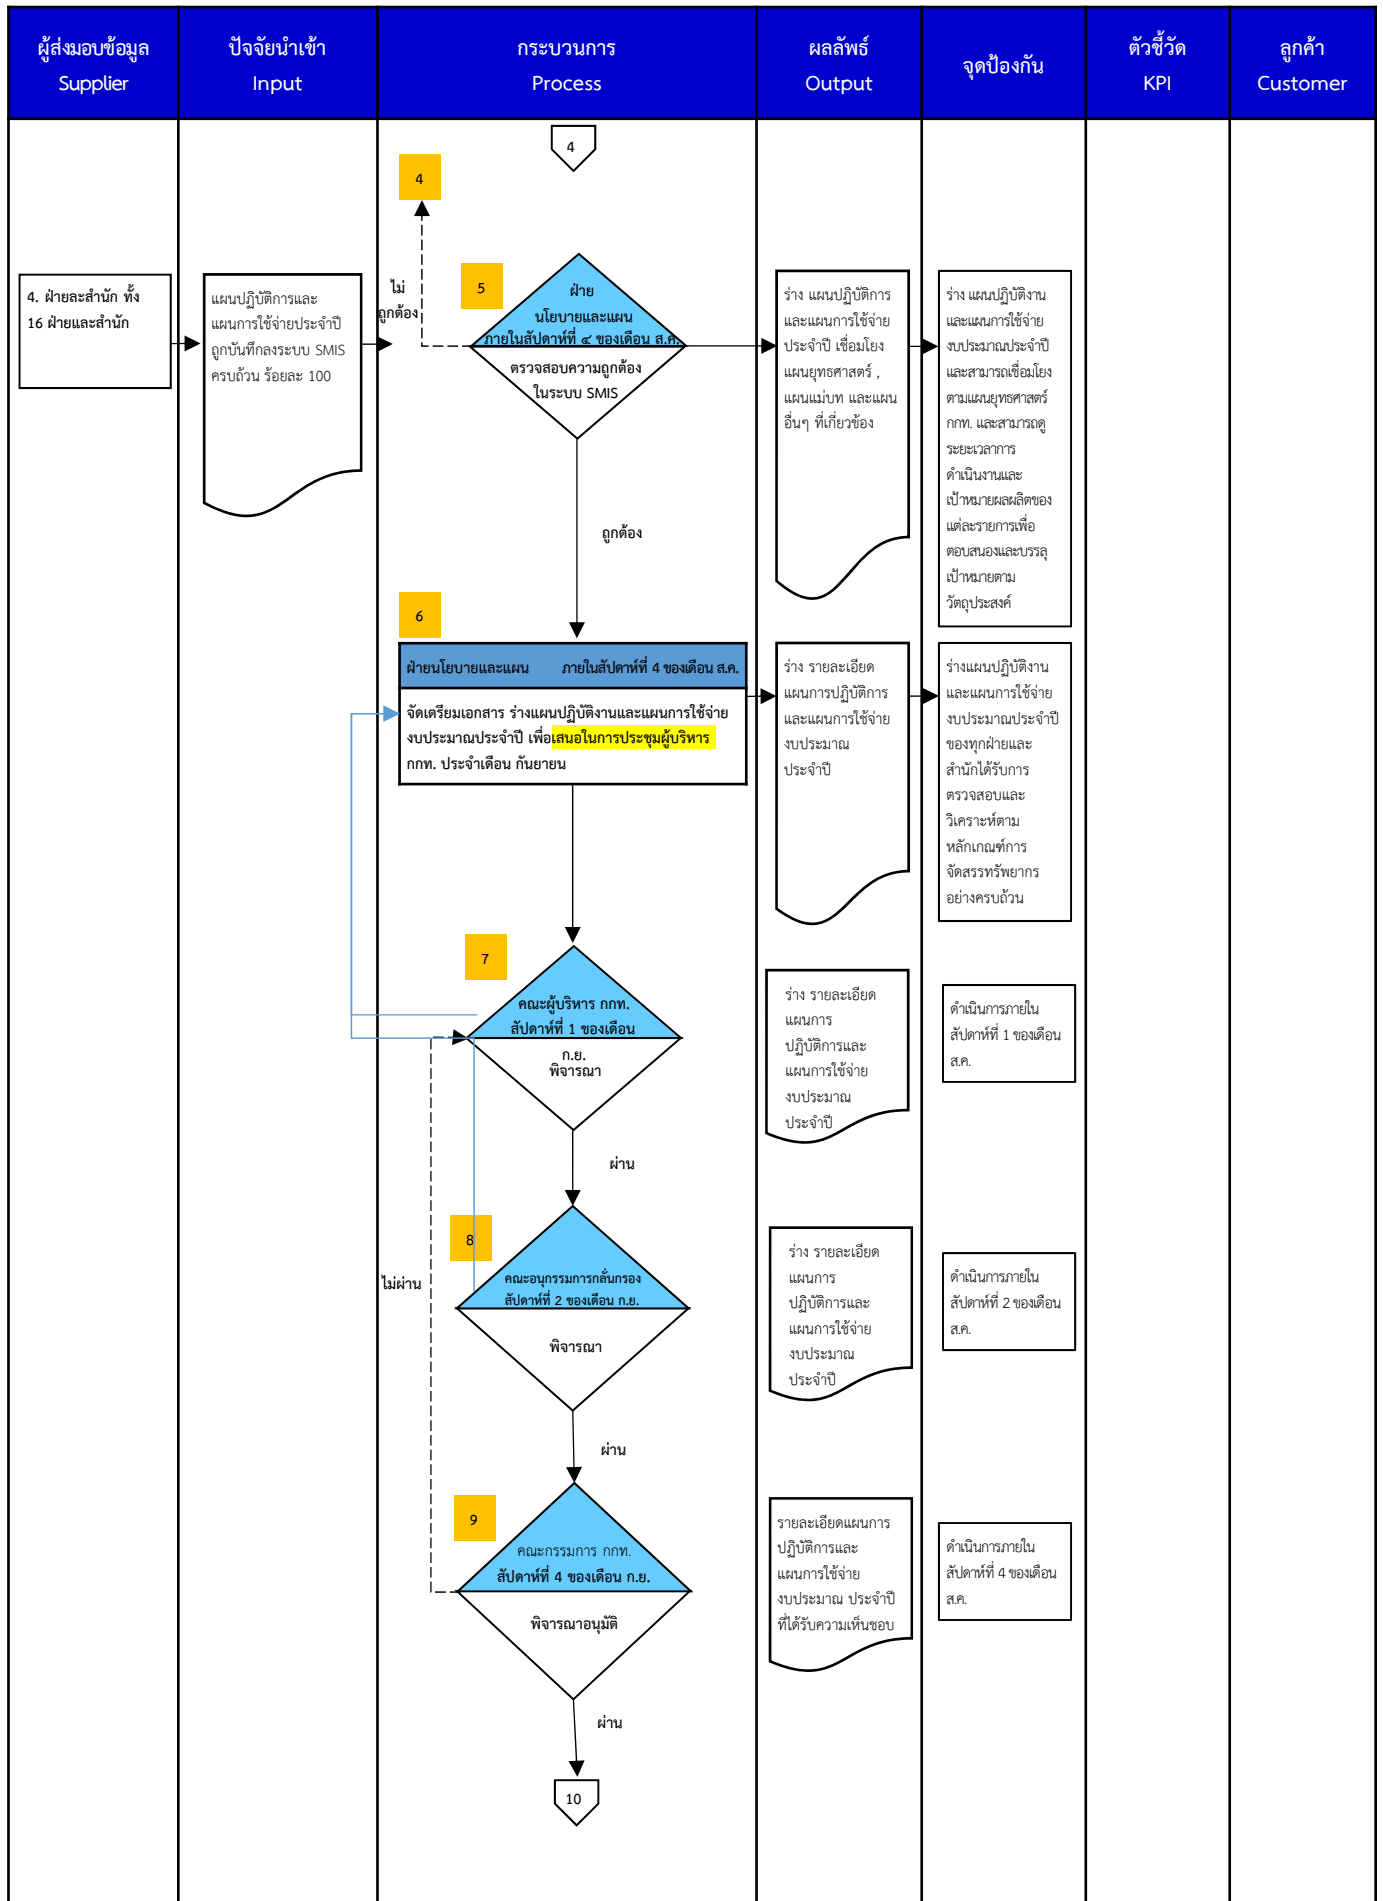 ผู้ส่งมอบข้อมูล
Supplier
ปัจจัยนำเข้า
Input
กระบวนการ
Process
ผลลัพธ์
Output
จุดป้องกัน
ตัวชี้วัด
KPI
ลูกค้า
Customer
4
4
4. ฝ่ายละสำนัก ทั้ง
16 ฝ่ายและสำนัก
แผนปฏิบัติการและ
แผนการใช้จ่ายประจำปี
ถูกบันทึกลงระบบ SMIS
ครบถ้วน ร้อยละ 100
ไม่
ถูกต้อง
5
ฝ่าย
นโยบายและแผน
ภายในสัปดาห์ที่ ๔ ของเดือน ส.ค.
ตรวจสอบความถูกต้อง
ในระบบ SMIS
ร่าง แผนปฏิบัติการ
และแผนการใช้จ่าย
ประจำปี เชื่อมโยง
แผนยุทธศาสตร์ ,
แผนแม่บท และแผน
อื่นๆ ที่เกี่ยวข้อง
ร่าง แผนปฏิบัติงาน
และแผนการใช้จ่าย
งบประมาณประจำปี
และสามารถเชื่อมโยง
ตามแผนยุทธศาสตร์
กกท. และสามารถดู
ระยะเวลาการ
ดำเนินงานและ
เป้าหมายผลผลิตของ
แต่ละรายการเพื่อ
ตอบสนองและบรรลุ
เป้าหมายตาม
วัตถุประสงค์
ถูกต้อง
6
ฝ่ายนโยบายและแผน ภายในสัปดาห์ที่ 4 ของเดือน ส.ค.
จัดเตรียมเอกสาร ร่างแผนปฏิบัติงานและแผนการใช้จ่าย
งบประมาณประจำปี เพื่อเสนอในการประชุมผู้บริหาร
กกท. ประจำเดือน กันยายน
ร่าง รายละเอียด
แผนการปฏิบัติการ
และแผนการใช้จ่าย
งบประมาณ
ประจำปี
ร่างแผนปฏิบัติงาน
และแผนการใช้จ่าย
งบประมาณประจำปี
ของทุกฝ่ายและ
สำนักได้รับการ
ตรวจสอบและ
วิเคราะห์ตาม
หลักเกณฑ์การ
จัดสรรทรัพยากร
อย่างครบถ้วน
7
คณะผู้บริหาร กกท.
สัปดาห์ที่ 1 ของเดือน
ก.ย.
พิจารณา
ร่าง รายละเอียด
แผนการ
ปฏิบัติการและ
แผนการใช้จ่าย
งบประมาณ
ประจำปี
ดำเนินการภายใน
สัปดาห์ที่ 1 ของเดือน
ส.ค.
ผ่าน
8
ไม่ผ่าน
คณะอนุกรรมการกลั่นกรอง
สัปดาห์ที่ 2 ของเดือน ก.ย.
พิจารณา
ร่าง รายละเอียด
แผนการ
ปฏิบัติการและ
แผนการใช้จ่าย
งบประมาณ
ประจำปี
ดำเนินการภายใน
สัปดาห์ที่ 2 ของเดือน
ส.ค.
ผ่าน
9
คณะกรรมการ กกท.
สัปดาห์ที่ 4 ของเดือน ก.ย.
พิจารณาอนุมัติ
รายละเอียดแผนการ
ปฏิบัติการและ
แผนการใช้จ่าย
งบประมาณ ประจำปี
ที่ได้รับความเห็นชอบ
ดำเนินการภายใน
สัปดาห์ที่ 4 ของเดือน
ส.ค.
ผ่าน
10